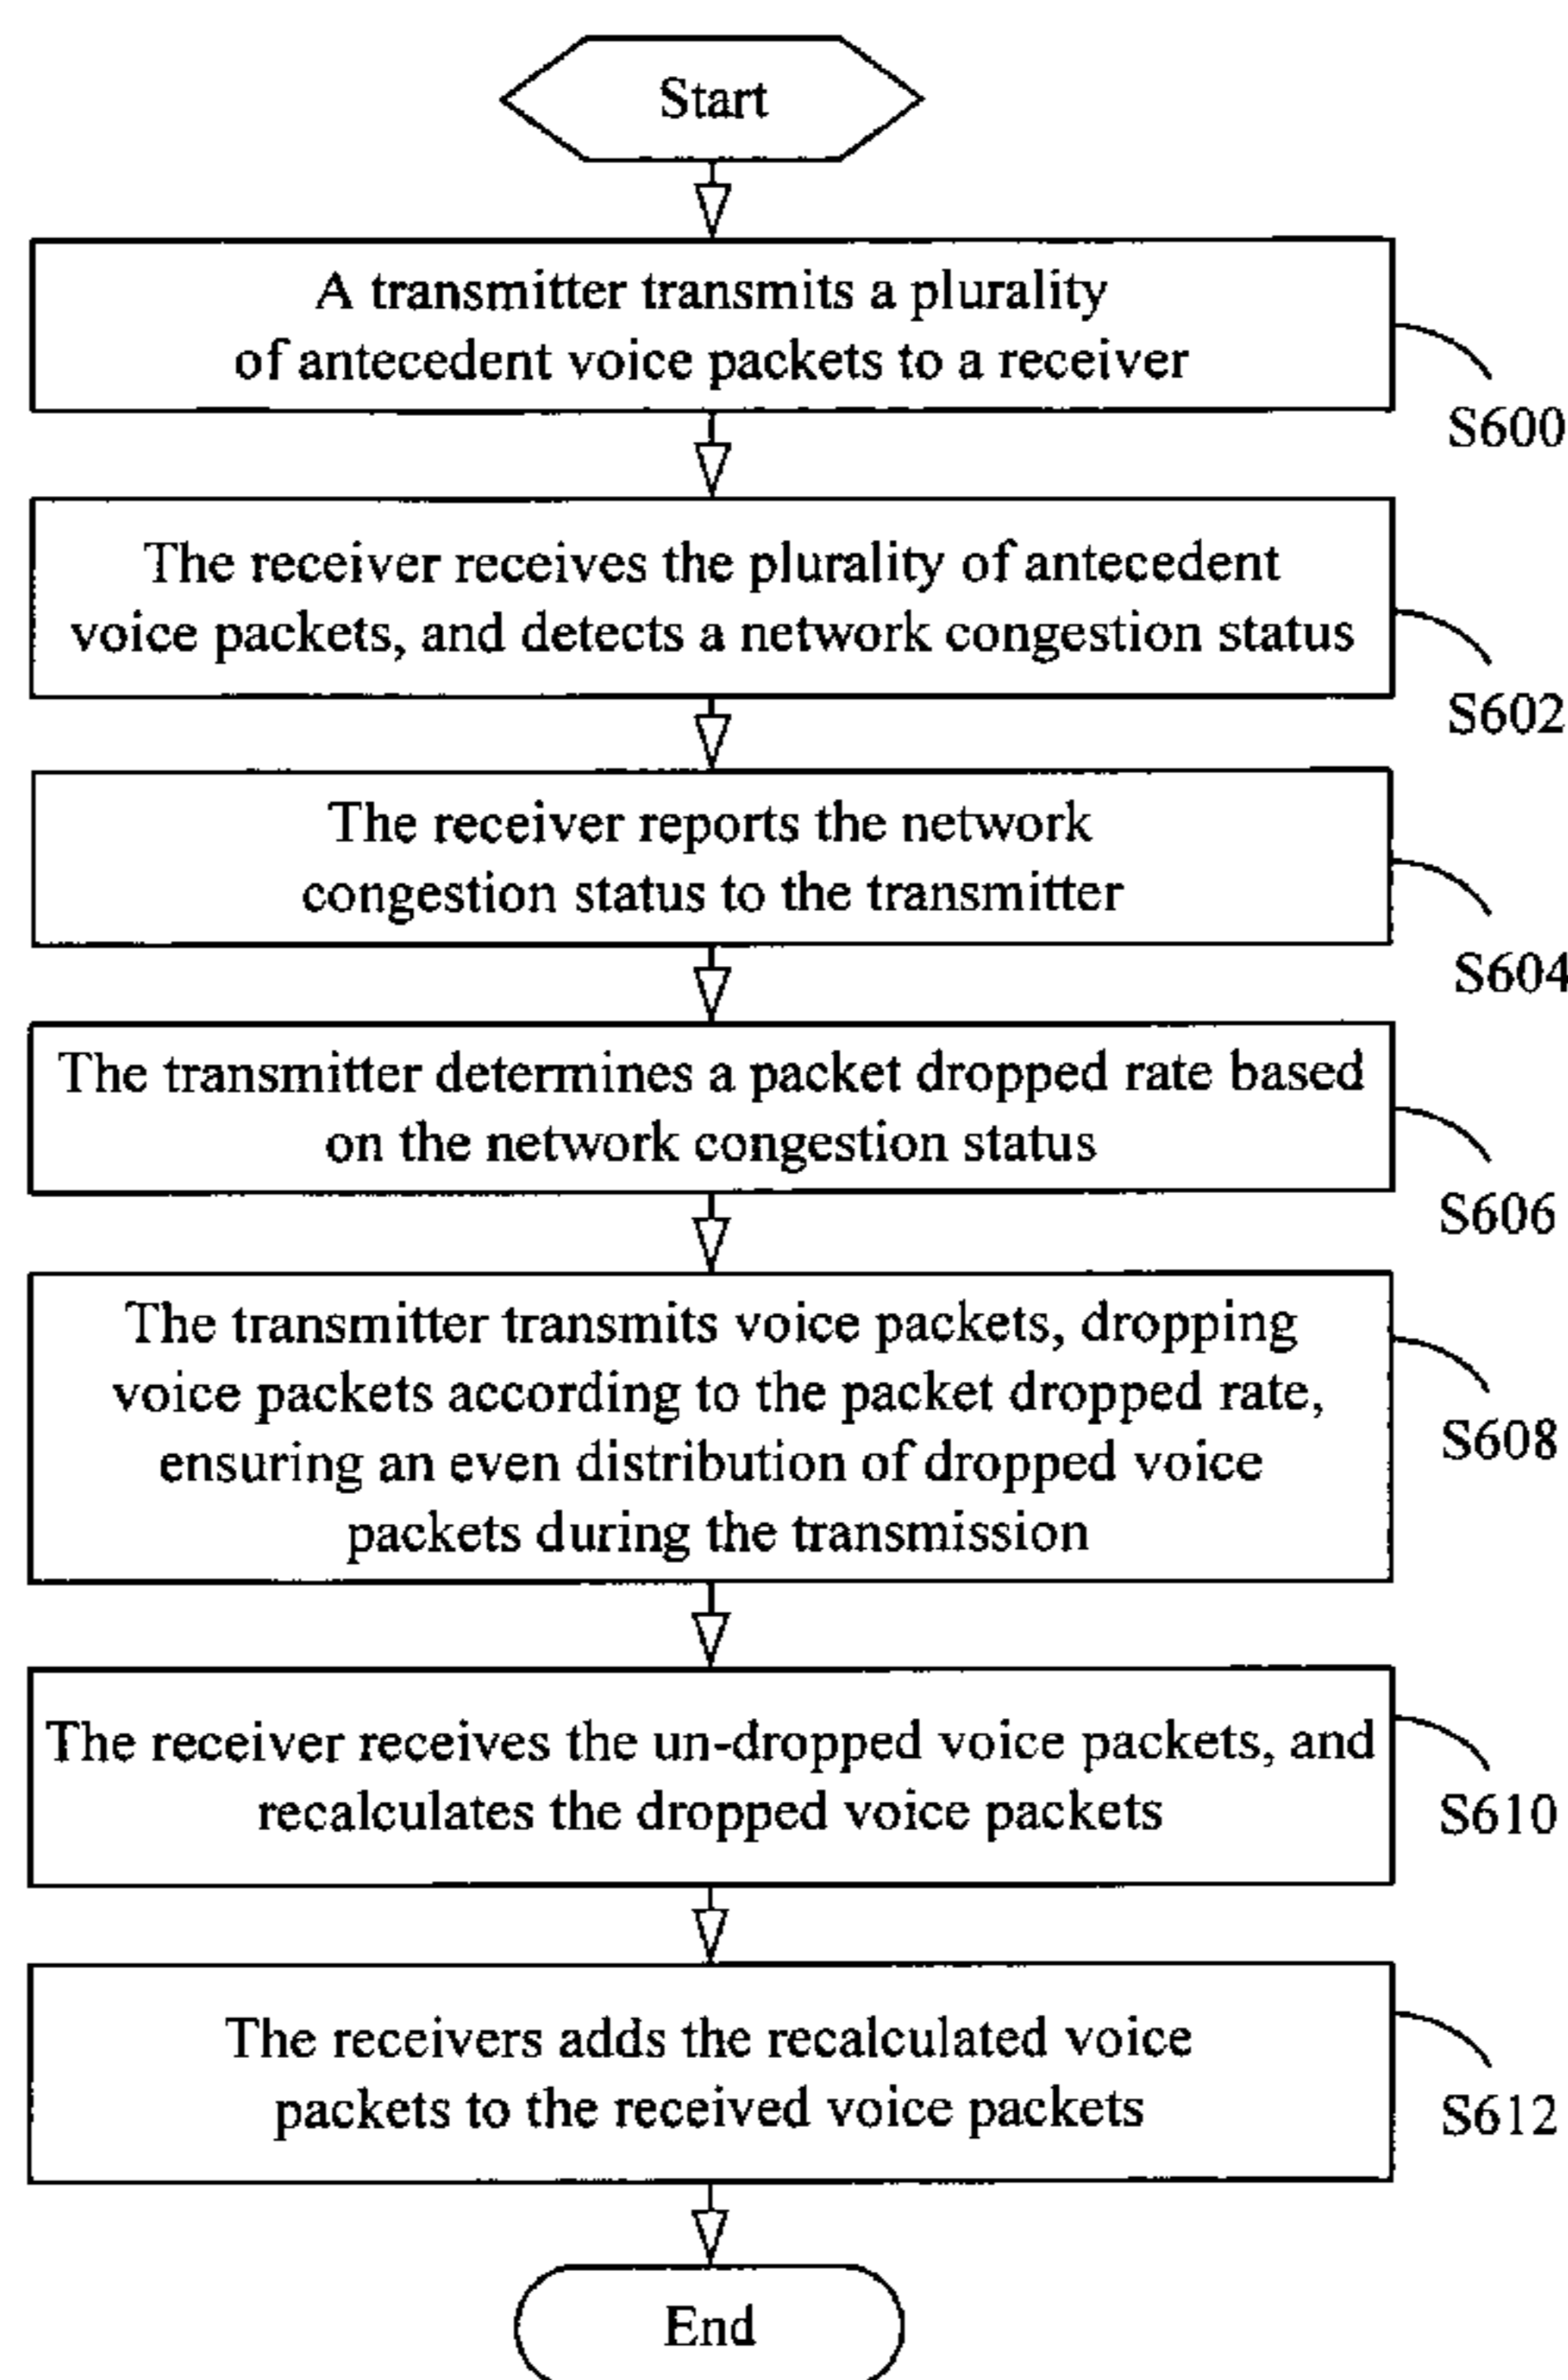 Start
A transmitter transmits a plurality
of antecedent voice packets to a receiver
S600
The receiver receives the plurality of antecedent
voice packets, and detects a network congestion status
S602
The receiver reports the network
congestion status to the transmitter
S604
The transmitter determines a packet dropped rate based
on the network congestion status
S606
The transmitter transmits voice packets, dropping
voice packets according to the packet dropped rate,
ensuring an even distribution of dropped voice
packets during the transmission
S608
The receiver receives the un-dropped voice packets, and
recalculates the dropped voice packets
S610
The receivers adds the recalculated voice
packets to the received voice packets
S612
End